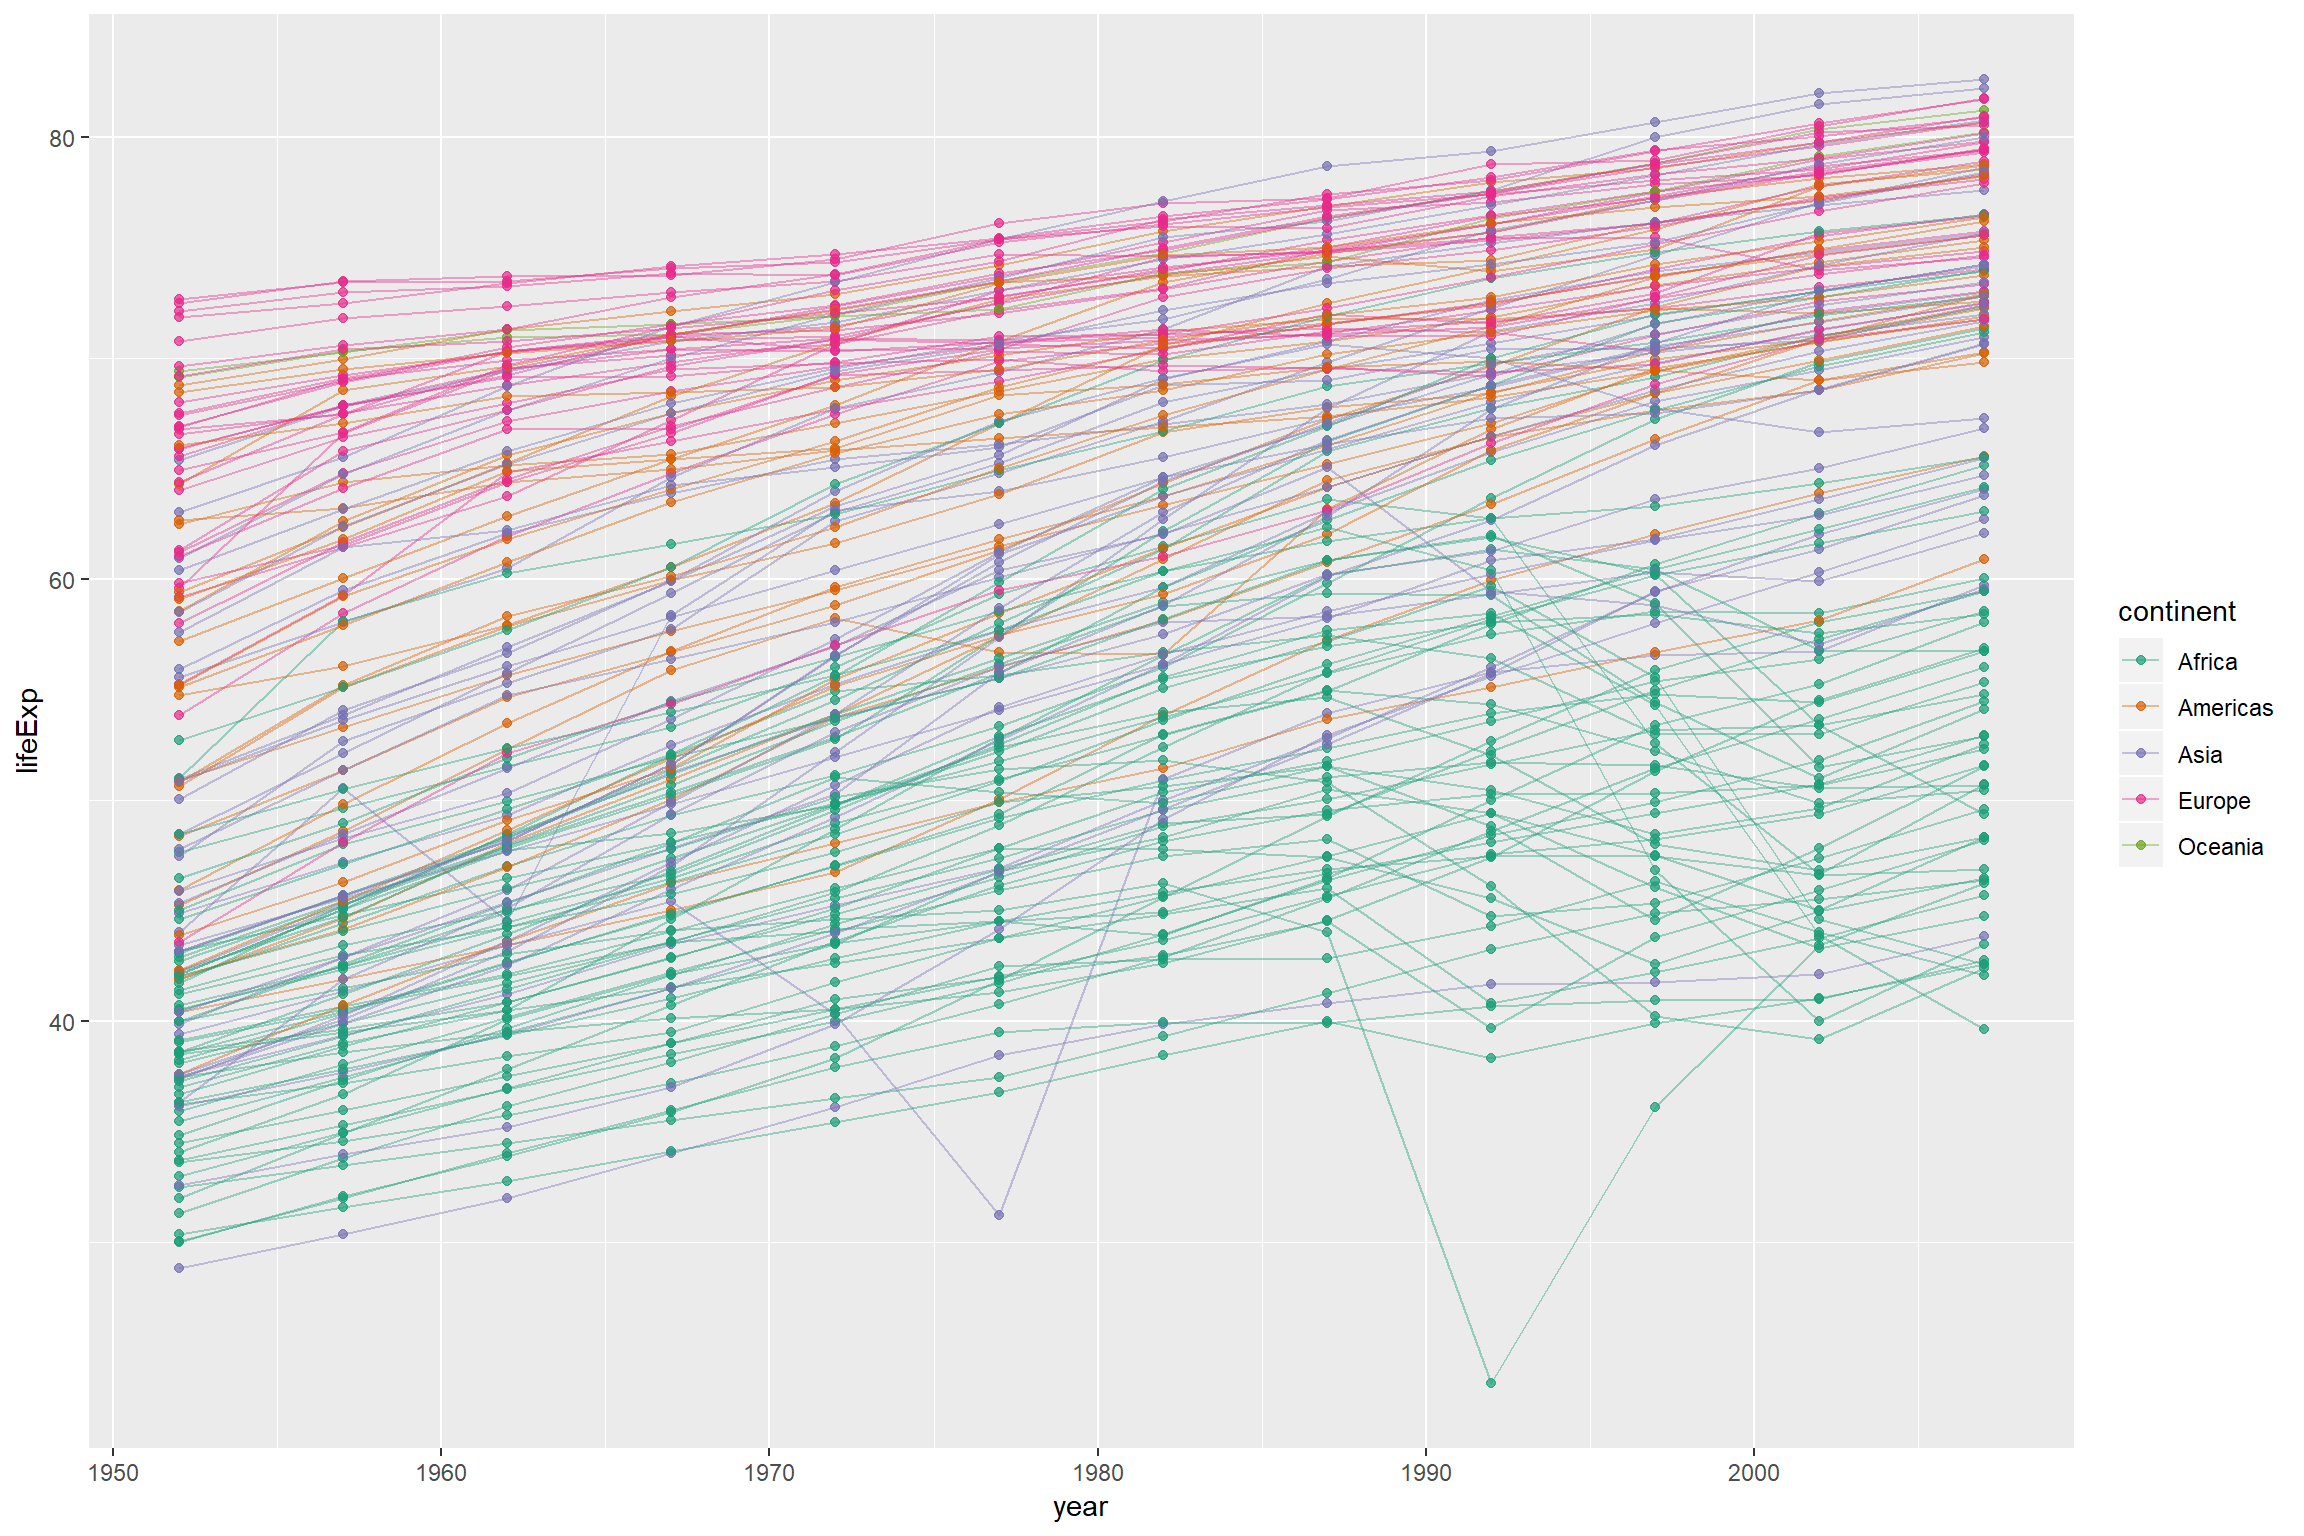 80
60
40
lifeExp
1950 1960 1970 1980 1990 2000
year
continent
Africa
Americas
Asia
Europe
Oceania